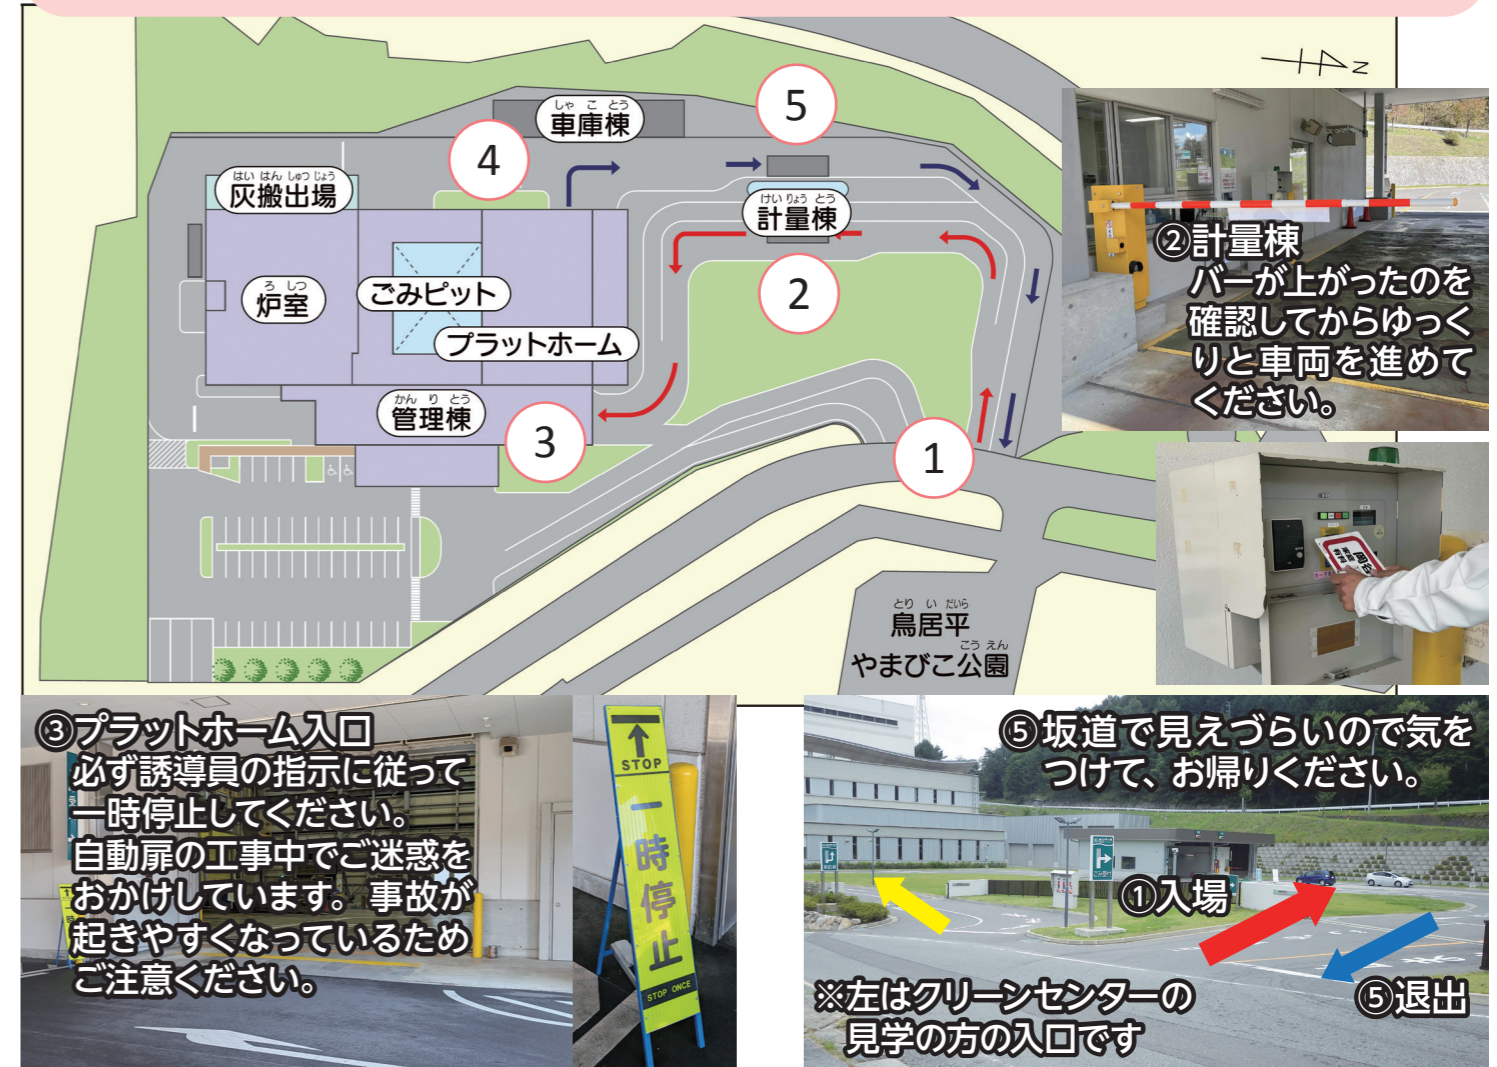 N
しゃ こ とう
車庫棟
5
4
はい はん しゅつ じょう
灰搬出場
けい りょう とう
計量棟
ろ しつ
炉室
ごみピット
2
プラットホーム
かん り とう
管理棟
3
1
とり い だいら
鳥居平
こう えん
やまびこ公園
②計量棟
バーが上がったのを
確認してからゆっく
りと車両を進めて
ください。
岡谷
③プラットホーム入口
必ず誘導員の指示に従って
一時停止してください。
自動扉の工事中でご迷惑を
おかけしています。事故が
起きやすくなっているため
ご注意ください。
STOP
一時停止
STOP ONCE
⑤坂道で見えづらいので気を
つけて、お帰りください。
①入場
⑤退出
※左はクリーンセンターの
見学の方の入口です